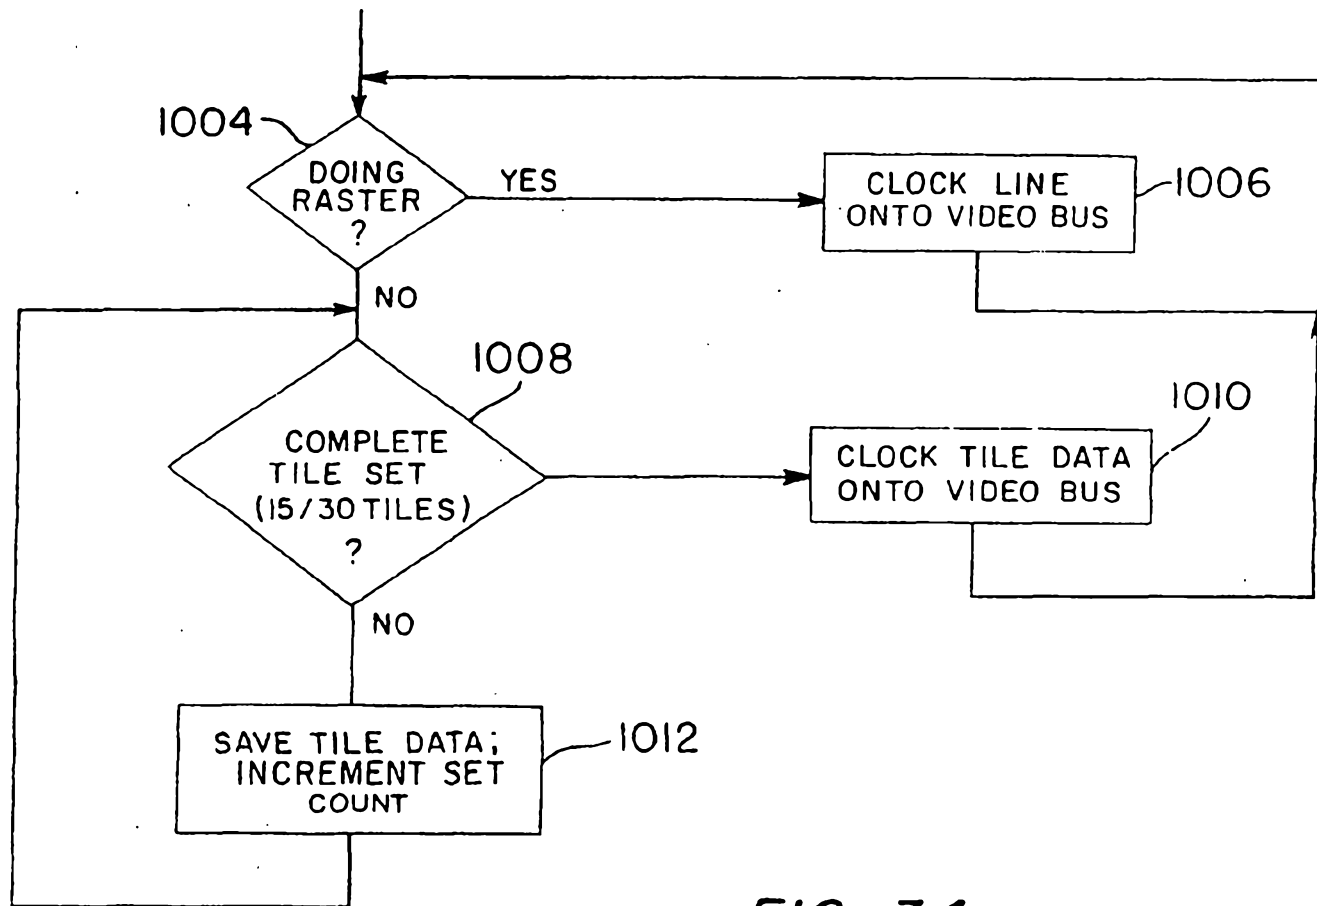 1004
DOING
RASTER
?
YES
CLOCK LINE
ONTO VIDEO BUS
1006
NO
1008
COMPLETE
TILE SET
(15/30 TILES)
?
CLOCK TILE DATA
ONTO VIDEO BUS
1010
NO
SAVE TILE DATA;
INCREMENT SET
COUNT
1012